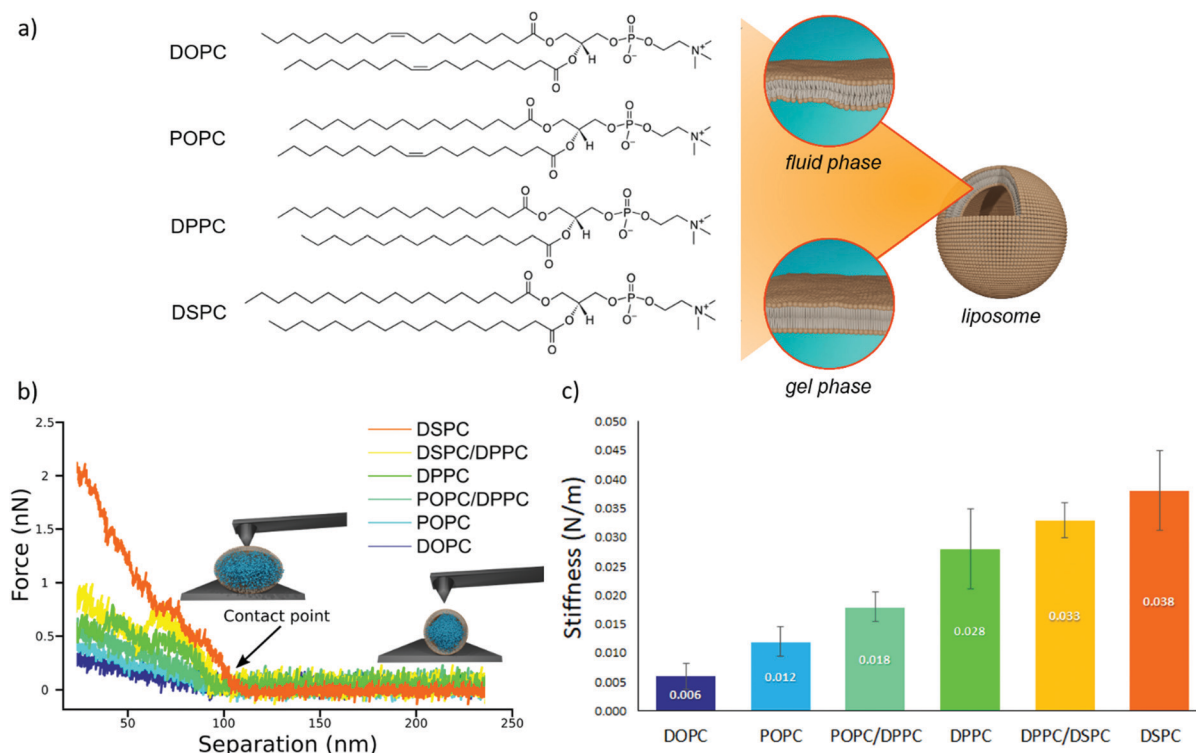 a)
DOPC
POPC
DPPC
DSPC
O
O
H
O
O
O
P
O
O−
N+
O
O
H
O
O
O
P
O
O−
N+
O
O
H
O
O
O
P
O
O−
N+
O
O
H
O
O
O
P
O
O−
N+
fluid phase
gel phase
liposome
b)
Force (nN)
2.5
2
1.5
1
0.5
0
50
100
150
200
250
Separation (nm)
DSPC
DSPC/DPPC
DPPC
POPC/DPPC
POPC
DOPC
Contact point
c)
Stiffness (N/m)
0.050
0.045
0.040
0.035
0.030
0.025
0.020
0.015
0.010
0.005
0.000
0.006
0.012
0.018
0.028
0.033
0.038
DOPC
POPC
POPC/DPPC
DPPC
DPPC/DSPC
DSPC